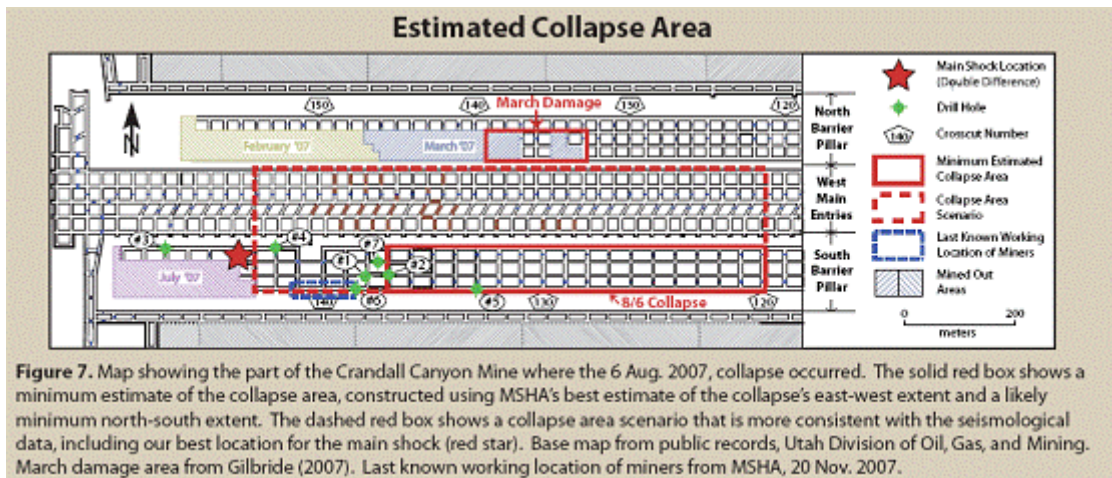 Estimated Collapse Area
150
140
130
120
March Damage
February '07
March '07
N
North
Barrier
Pillar
West
Main
Entries
South
Barrier
Pillar
#3
#4
#7
#1
#2
July '07
140
#6
#5
130
8/6 Collapse
120
Main Shock Location
(Double Difference)
Drill Hole
140
Crosscut Number
Minimum Estimated
Collapse Area
Collapse Area
Scenario
Last Known Working
Location of Miners
Mined Out
Areas
0
200
meters
Figure 7. Map showing the part of the Crandall Canyon Mine where the 6 Aug. 2007, collapse occurred. The solid red box shows a
minimum estimate of the collapse area, constructed using MSHA's best estimate of the collapse's east-west extent and a likely
minimum north-south extent. The dashed red box shows a collapse area scenario that is more consistent with the seismological
data, including our best location for the main shock (red star). Base map from public records, Utah Division of Oil, Gas, and Mining.
March damage area from Gilbride (2007). Last known working location of miners from MSHA, 20 Nov. 2007.